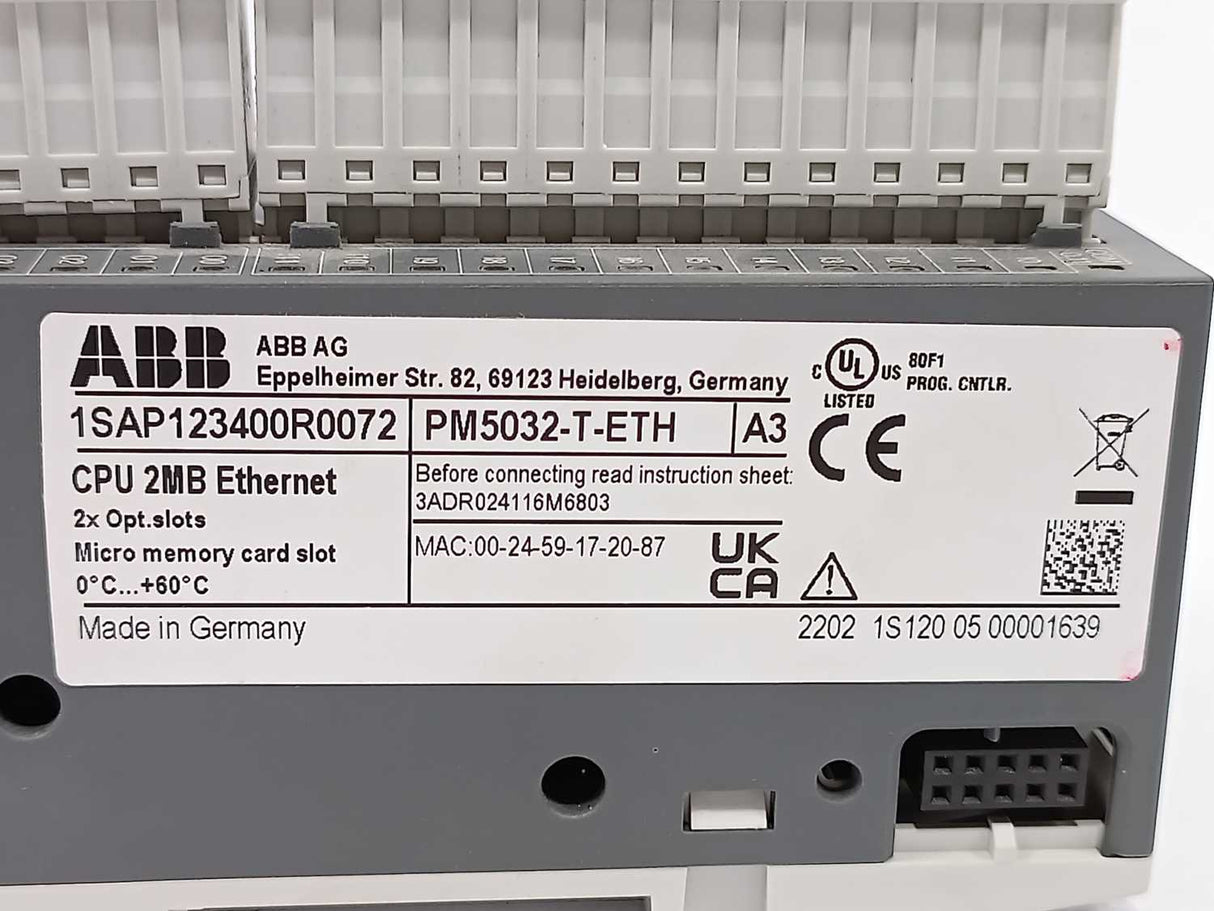 ABB
ABB AG
Eppelheimer Str. 82, 69123 Heidelberg, Germany
1SAP123400R0072
PM5032-T-ETH
A3
CPU 2MB Ethernet
2x Opt.slots
Micro memory card slot
0°C...+60°C
Before connecting read instruction sheet:
3ADR024116M6803
MAC:00-24-59-17-20-87
UK
CA
c UL US
LISTED
80F1
PROG. CNTLR.
CE
Made in Germany
2202 1S120 05 00001639